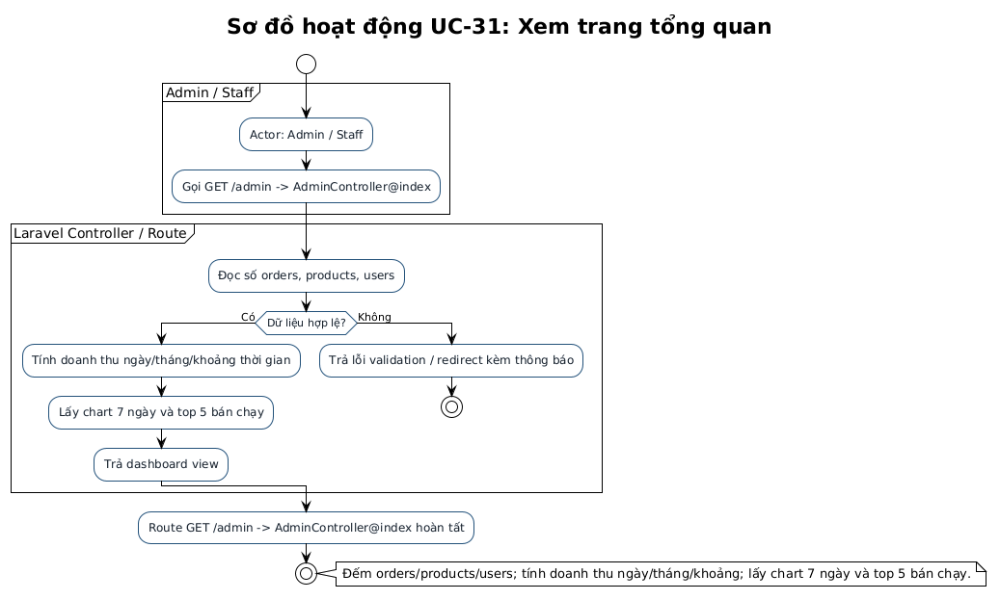 Sơ đồ hoạt động UC-31: Xem trang tổng quan
Admin / Staff
Actor: Admin / Staff
Gọi GET /admin -> AdminController@index
Laravel Controller / Route
Đọc số orders, products, users
Có
Dữ liệu hợp lệ?
Không
Tính doanh thu ngày/tháng/khoảng thời gian
Trả lỗi validation / redirect kèm thông báo
Lấy chart 7 ngày và top 5 bán chạy
Trả dashboard view
Route GET /admin -> AdminController@index hoàn tất
Đếm orders/products/users; tính doanh thu ngày/tháng/khoảng; lấy chart 7 ngày và top 5 bán chạy.